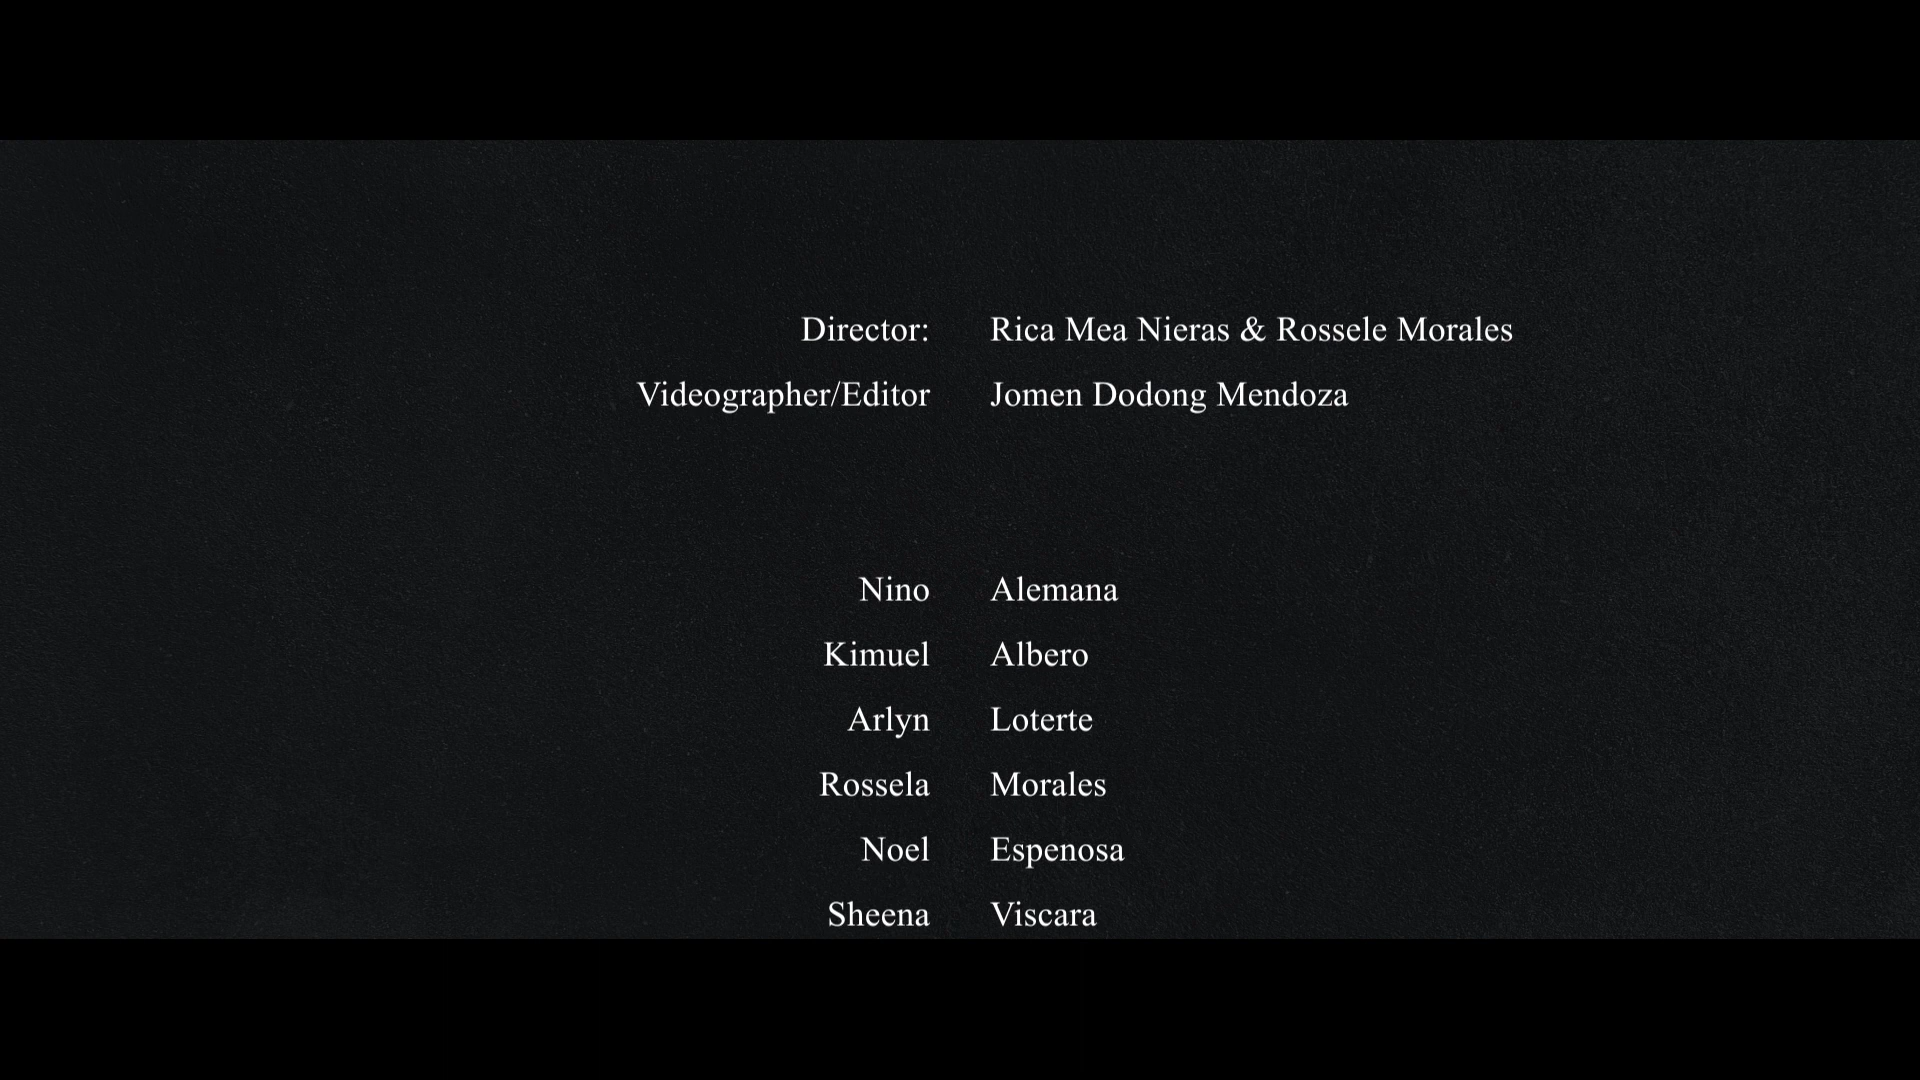 Director: Rica Mea Nieras & Rossele Morales
Videographer/Editor Jomen Dodong Mendoza
Nino Alemana
Kimuel Albero
Arlyn Loterte
Rossela Morales
Noel Espenosa
Sheena Viscara